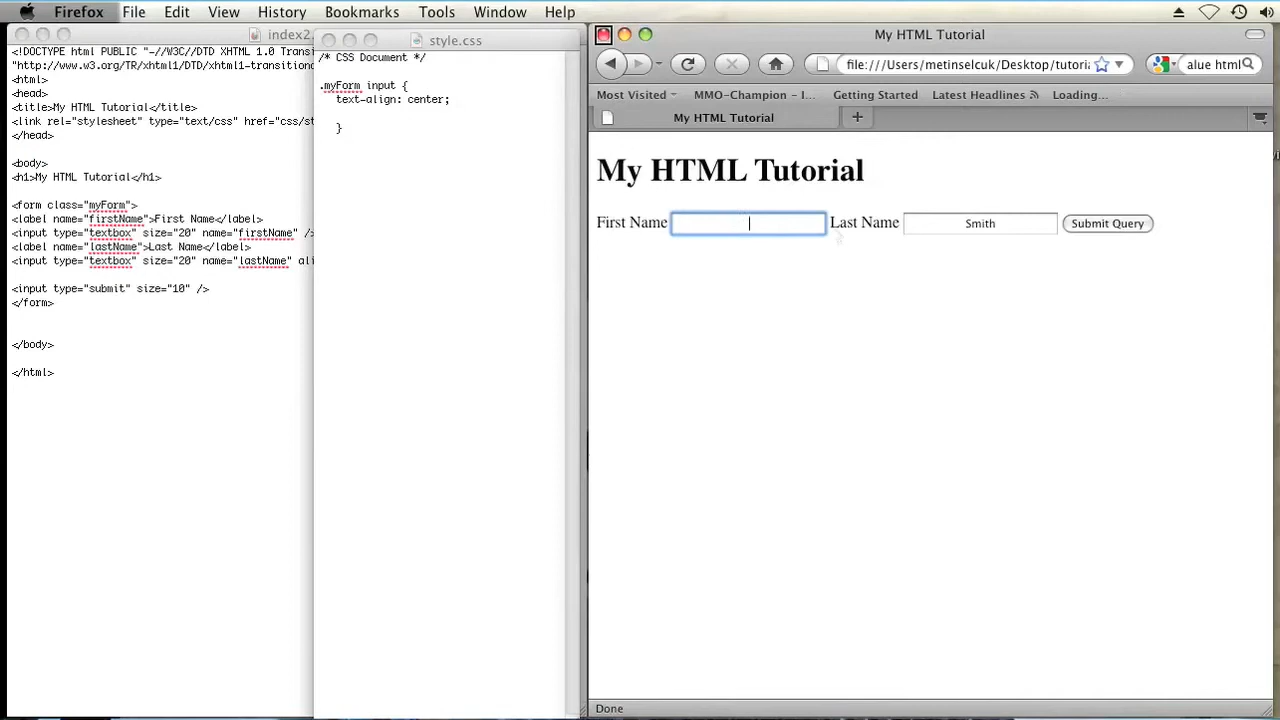 Firefox File Edit View History Bookmarks Tools Window Help
index2.
<!DOCTYPE html PUBLIC "-//W3C//DTD XHTML 1.0 Transi
"http://www.w3.org/TR/xhtml1/DTD/xhtml1-transition
<html>
<head>
<title>My HTML Tutorial</title>
<link rel="stylesheet" type="text/css" href="css/st
</head>
<body>
<h1>My HTML Tutorial</h1>
<form class="myForm">
<label name="firstName">First Name</label>
<input type="textbox" size="20" name="firstName" />
<label name="lastName">Last Name</label>
<input type="textbox" size="20" name="lastName" ali
<input type="submit" size="10" />
</form>
</body>
</html>
style.css
/* CSS Document */
.myForm input {
text-align: center;
}
My HTML Tutorial
file:///Users/metinselcuk/Desktop/tutoria
alue html
Most Visited MMO-Champion - I... Getting Started Latest Headlines Loading...
My HTML Tutorial
My HTML Tutorial
First Name Last Name Smith Submit Query
Done